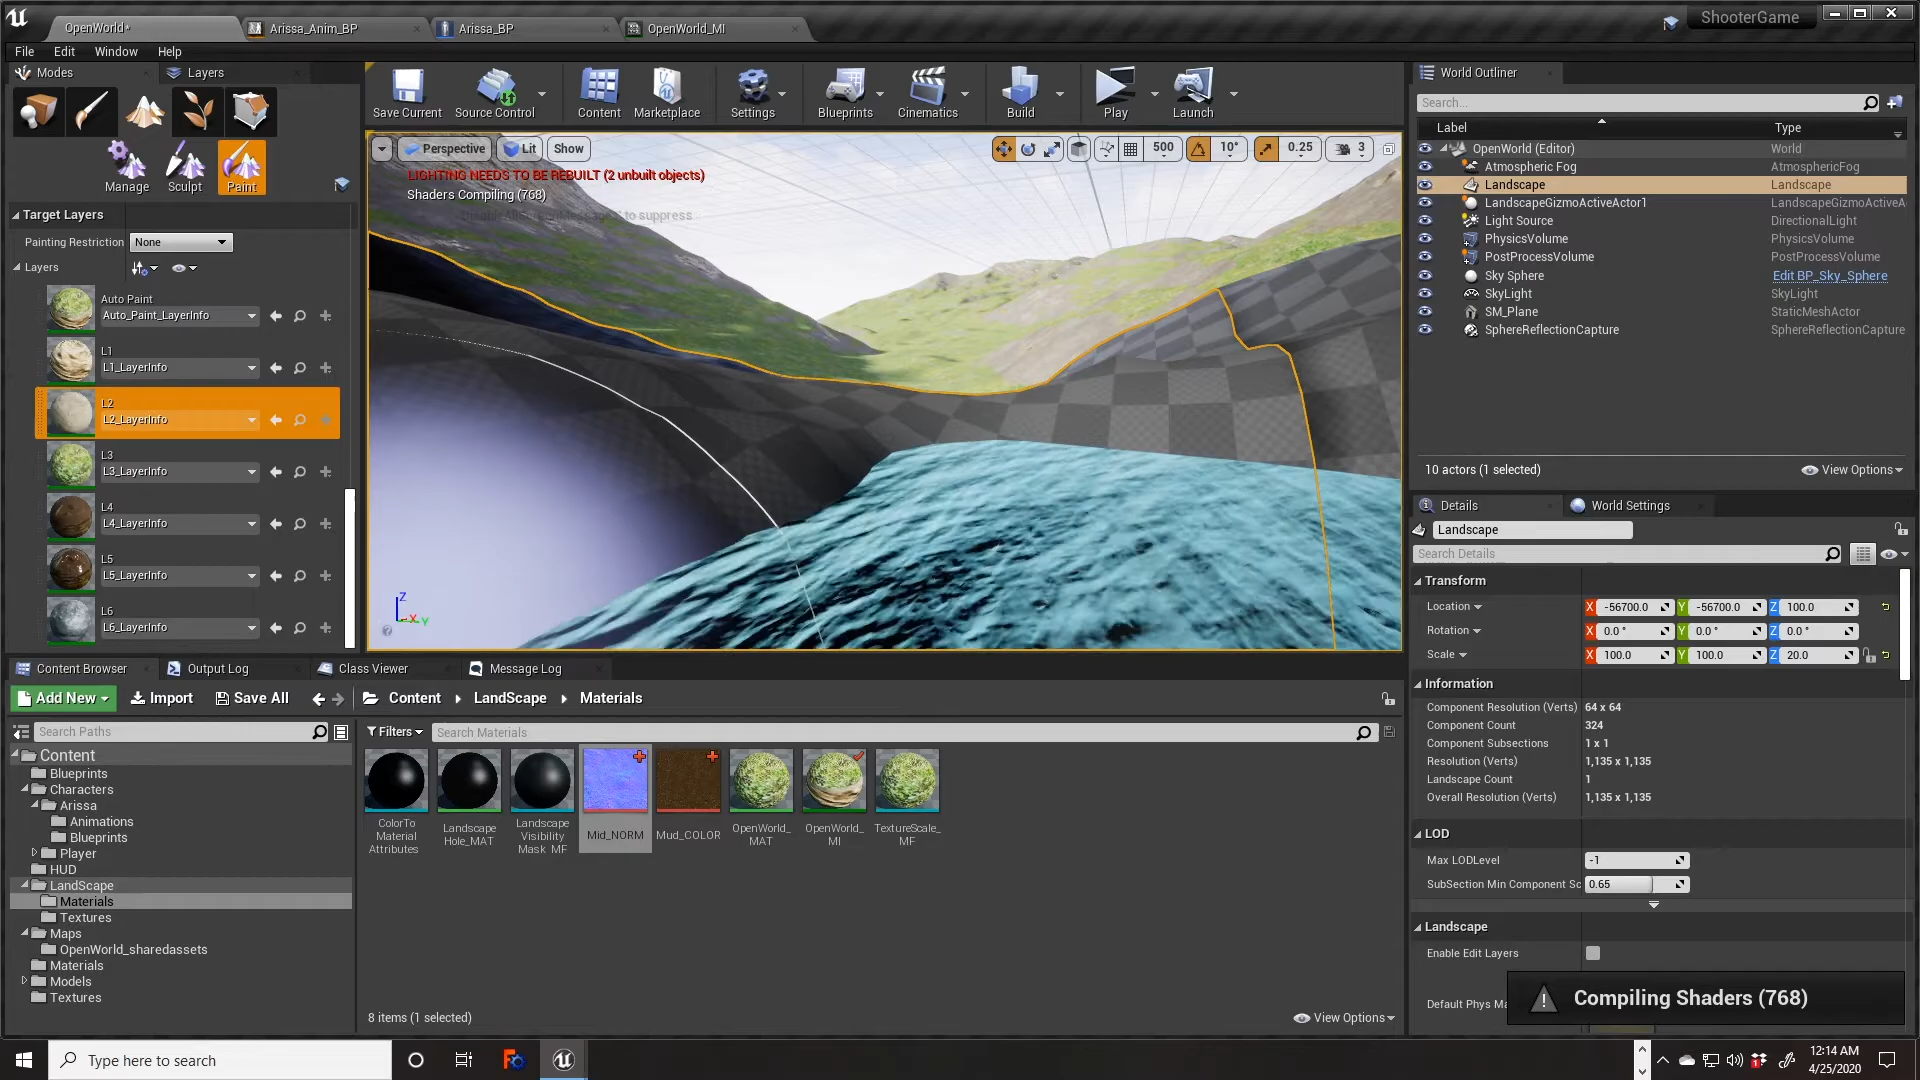 OpenWorld*
Arissa_Anim_BP
Arissa_BP
OpenWorld_MI
ShooterGame
File Edit Window Help
Modes
Layers
Manage Sculpt Paint
Target Layers
Painting Restriction None
Layers
Auto Paint
Auto_Paint_LayerInfo
L1
L1_LayerInfo
L2
L2_LayerInfo
L3
L3_LayerInfo
L4
L4_LayerInfo
L5
L5_LayerInfo
L6
L6_LayerInfo
Save Current Source Control Content Marketplace Settings Blueprints Cinematics Build Play Launch
Perspective Lit Show 500 10° 0.25 3
LIGHTING NEEDS TO BE REBUILT (2 unbuilt objects)
Shaders Compiling (768)
to suppress
Z
X Y
World Outliner
Search...
Label Type
OpenWorld (Editor) World
Atmospheric Fog AtmosphericFog
Landscape Landscape
LandscapeGizmoActiveActor1 LandscapeGizmoActiveA
Light Source DirectionalLight
PhysicsVolume PhysicsVolume
PostProcessVolume PostProcessVolume
Sky Sphere Edit BP_Sky_Sphere
SkyLight SkyLight
SM_Plane StaticMeshActor
SphereReflectionCapture SphereReflectionCapture
10 actors (1 selected) View Options
Details World Settings
Landscape
Search Details
Transform
Location X -56700.0 Y -56700.0 Z 100.0
Rotation X 0.0 ° Y 0.0 ° Z 0.0 °
Scale X 100.0 Y 100.0 Z 20.0
Information
Component Resolution (Verts) 64 x 64
Component Count 324
Component Subsections 1 x 1
Resolution (Verts) 1,135 x 1,135
Landscape Count 1
Overall Resolution (Verts) 1,135 x 1,135
LOD
Max LODLevel -1
SubSection Min Component Sc 0.65
Landscape
Enable Edit Layers
Default Phys Ma
Compiling Shaders (768)
Content Browser Output Log Class Viewer Message Log
Add New Import Save All Content LandScape Materials
Search Paths
Filters Search Materials
Content
Blueprints
Characters
Arissa
Animations
Blueprints
Player
HUD
LandScape
Materials
Textures
Maps
OpenWorld_sharedassets
Materials
Models
Textures
ColorTo Material Attributes
Landscape Hole_MAT
Landscape Visibility Mask_MF
Mid_NORM
Mud_COLOR
OpenWorld_ MAT
OpenWorld_ MI
TextureScale_ MF
8 items (1 selected) View Options
Type here to search
12:14 AM
4/25/2020